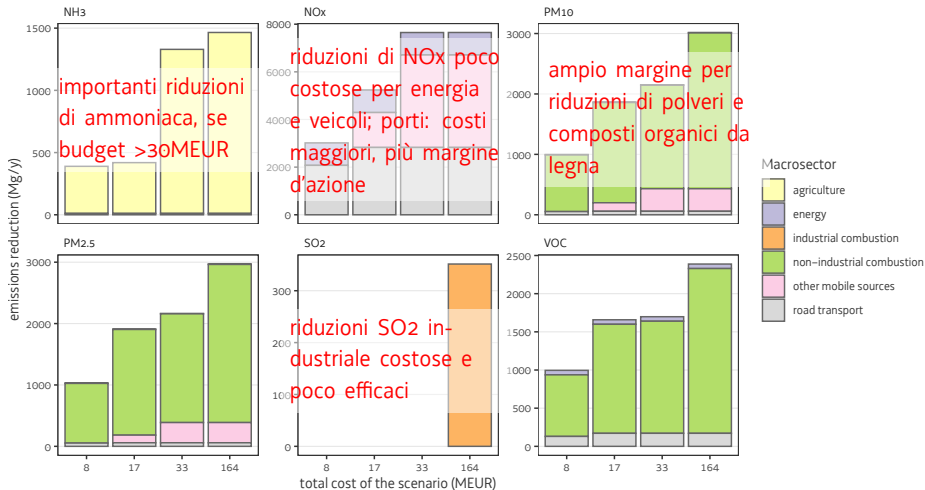 NH3
NOx
PM10
1500
1000
500
0
8000
6000
4000
2000
0
3000
2000
1000
0
importanti riduzioni
di ammoniaca, se
budget >30MEUR
riduzioni di NOx poco
costose per energia
e veicoli; porti: costi
maggiori, più margine
d'azione
ampio margine per
riduzioni di polveri e
composti organici da
legna
emissions reduction (Mg/y)
PM2.5
SO2
VOC
3000
2000
1000
0
300
200
100
0
2500
2000
1500
1000
500
0
riduzioni SO2 in-
dustriale costose e
poco efficaci
8 17 33 164
8 17 33 164
8 17 33 164
total cost of the scenario (MEUR)
Macrosector
agriculture
energy
industrial combustion
non-industrial combustion
other mobile sources
road transport